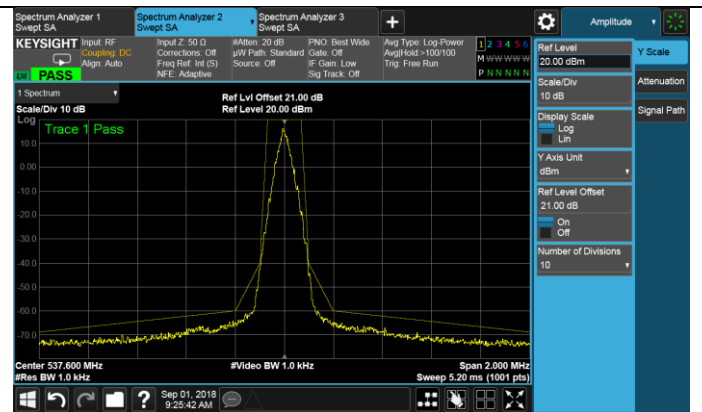 Spectrum Analyzer 1
Swept SA
Spectrum Analyzer 2
Swept SA
Spectrum Analyzer 3
Swept SA
Amplitude
KEYSIGHT
Input: RF
Coupling: DC
Align: Auto
Input Z: 50 Ω
Corrections: Off
Freq Ref: Int (S)
NFE: Adaptive
#Atten: 20 dB
µW Path: Standard
Source: Off
PNO: Best Wide
Gate: Off
IF Gain: Low
Sig Track: Off
Avg Type: Log-Power
Avg|Hold:>100/100
Trig: Free Run
1 2 3 4 5 6
M W W W W W
P N N N N N
PASS
1 Spectrum
Scale/Div 10 dB
Log
Ref Lvl Offset 21.00 dB
Ref Level 20.00 dBm
Trace 1 Pass
10.0
0.00
-10.0
-20.0
-30.0
-40.0
-50.0
-60.0
-70.0
Center 537.600 MHz
#Res BW 1.0 kHz
#Video BW 1.0 kHz
Span 2.000 MHz
Sweep 5.20 ms (1001 pts)
Sep 01, 2018
9:25:42 AM
Ref Level
20.00 dBm
Scale/Div
10 dB
Display Scale
Log
Lin
Y Axis Unit
dBm
Ref Level Offset
21.00 dB
On
Off
Number of Divisions
10
Y Scale
Attenuation
Signal Path